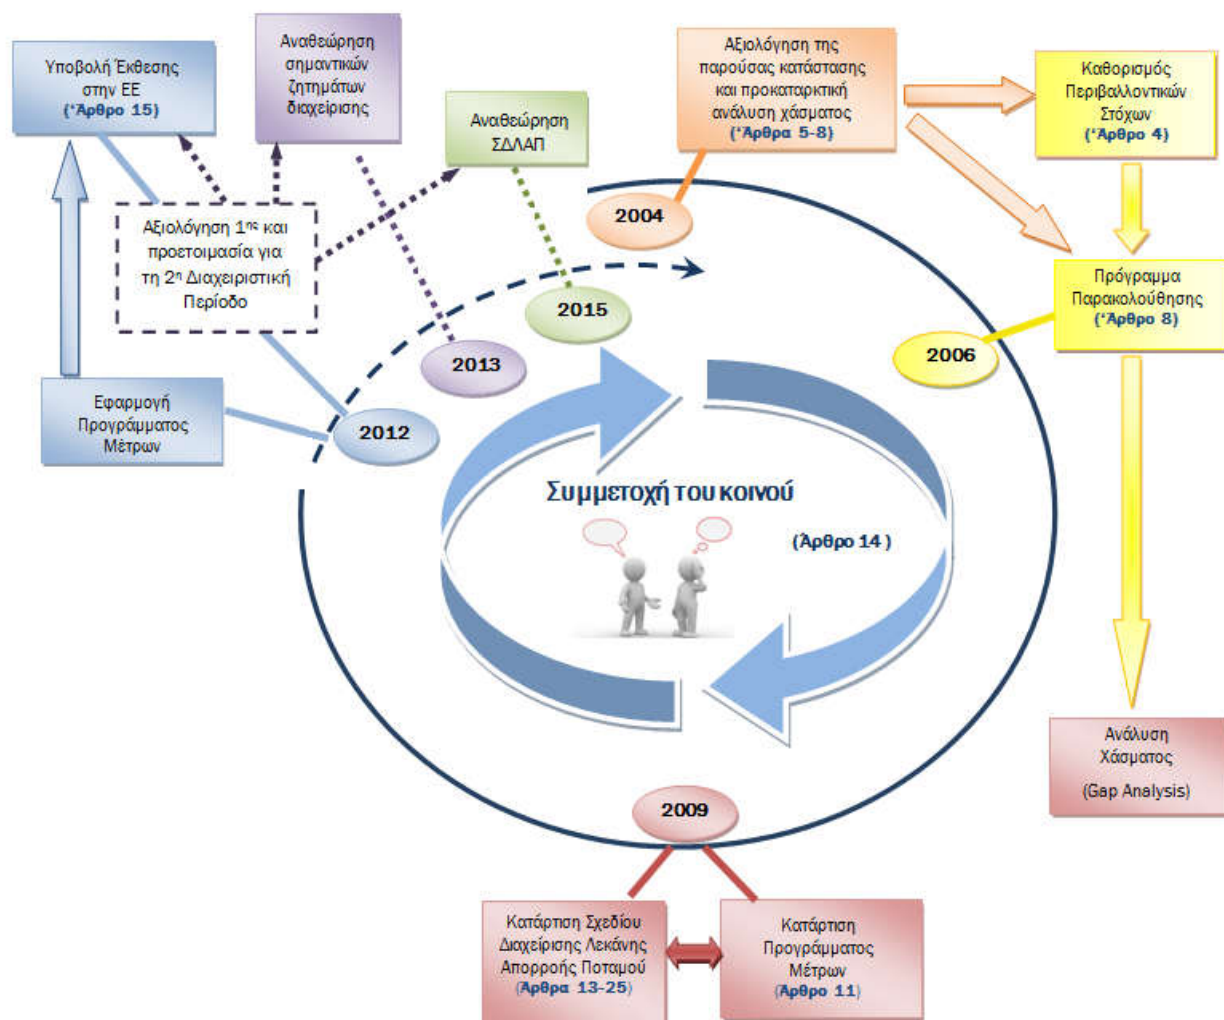 Υποβολή Έκθεσης
στην ΕΕ
(‘Άρθρο 15)
Αναθεώρηση
σημαντικών
ζητημάτων
διαχείρισης
Αναθεώρηση
ΣΔΛΑΠ
Αξιολόγηση της
παρούσας κατάστασης
και προκαταρκτική
ανάλυση χάσματος
(‘Άρθρα 5-8)
Καθορισμός
Περιβαλλοντικών
Στόχων
(‘Άρθρο 4)
Αξιολόγηση 1ης και
προετοιμασία για
τη 2η Διαχειριστική
Περίοδο
2004
2015
2013
2012
2006
Πρόγραμμα
Παρακολούθησης
(‘Άρθρο 8)
Εφαρμογή
Προγράμματος
Μέτρων
Συμμετοχή του κοινού
(Άρθρο 14 )
Ανάλυση
Χάσματος
(Gap Analysis)
2009
Κατάρτιση Σχεδίου
Διαχείρισης Λεκάνης
Απορροής Ποταμού
(Άρθρα 13-25)
Κατάρτιση
Προγράμματος
Μέτρων
(Άρθρο 11)